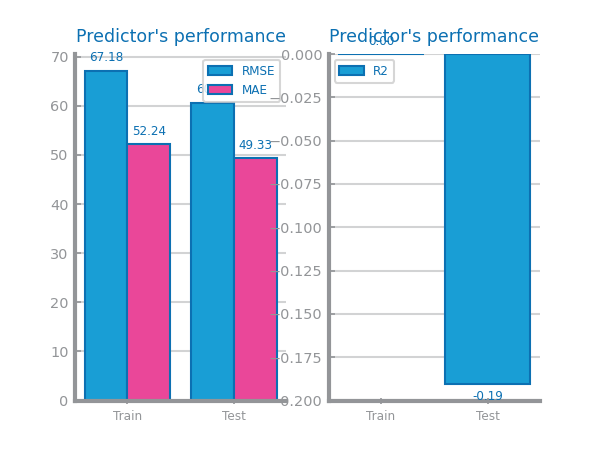 Predictor's performance
70
60
50
40
30
20
10
0
67.18
52.24
49.33
RMSE
MAE
Train
Test
Predictor's performance
0.00
0.000
−0.025
−0.050
−0.075
−0.100
−0.125
−0.150
−0.175
−0.200
R2
-0.19
Train
Test